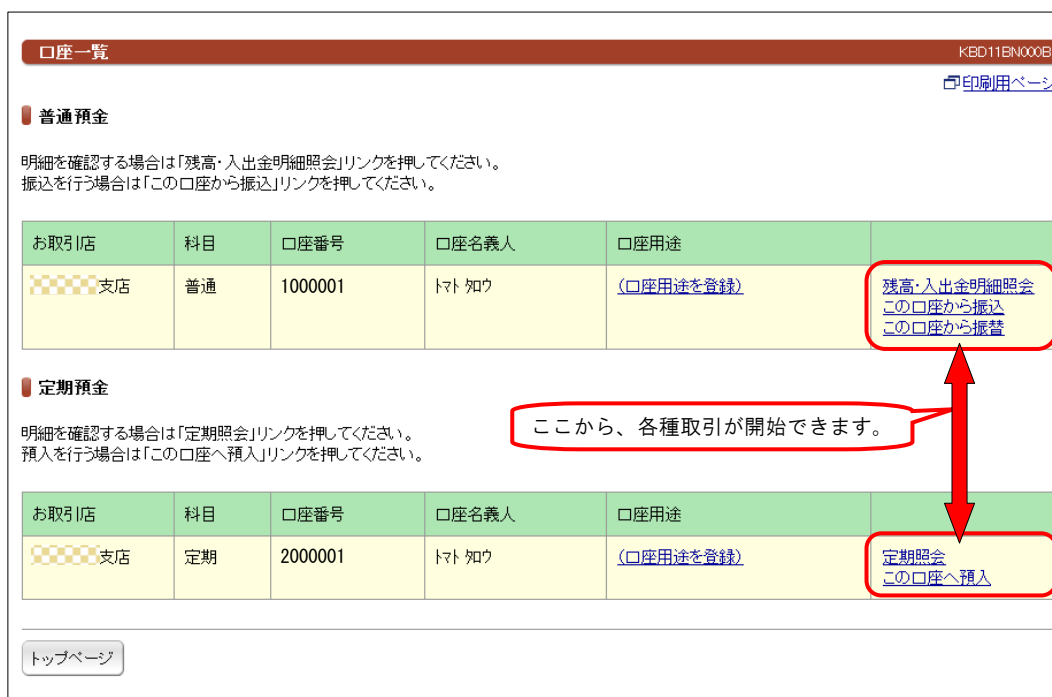 口座一覧
KBD11BN000B
印刷用ページ
普通預金
明細を確認する場合は「残高・入出金明細照会」リンクを押してください。
振込を行う場合は「この口座から振込」リンクを押してください。
お取引店 科目 口座番号 口座名義人 口座用途
支店 普通 1000001 ﾄﾏﾄ ﾀﾛｳ (口座用途を登録) 残高・入出金明細照会
この口座から振込
この口座から振替
定期預金
ここから、各種取引が開始できます。
明細を確認する場合は「定期照会」リンクを押してください。
預入を行う場合は「この口座へ預入」リンクを押してください。
お取引店 科目 口座番号 口座名義人 口座用途
支店 定期 2000001 ﾄﾏﾄ ﾀﾛｳ (口座用途を登録) 定期照会
この口座へ預入
トップページ